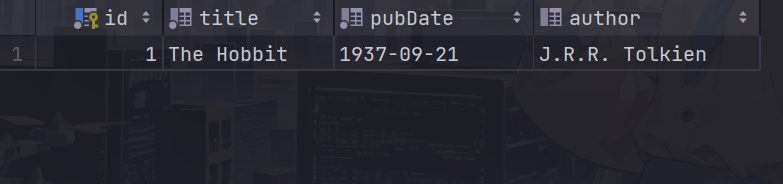 id title pubDate author
1 1 The Hobbit 1937-09-21 J.R.R. Tolkien